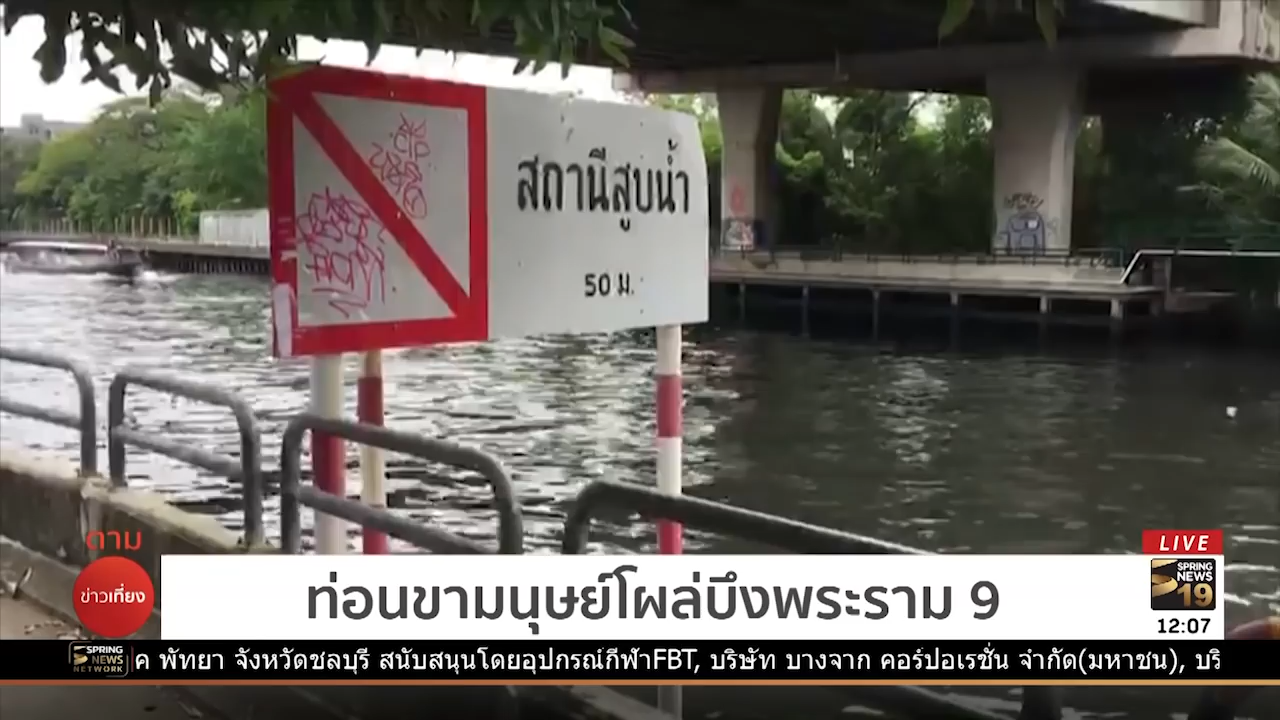 สถานีสูบน้ำ
50 ม.
ตาม
ข่าวเที่ยง
ท่อนขามนุษย์โผล่บึงพระราม 9
LIVE
SPRING
NEWS
19
12:07
SPRING
NEWS
NETWORK
ค พัทยา จังหวัดชลบุรี สนับสนุนโดยอุปกรณ์กีฬาFBT, บริษัท บางจาก คอร์ปอเรชั่น จำกัด(มหาชน), บริ